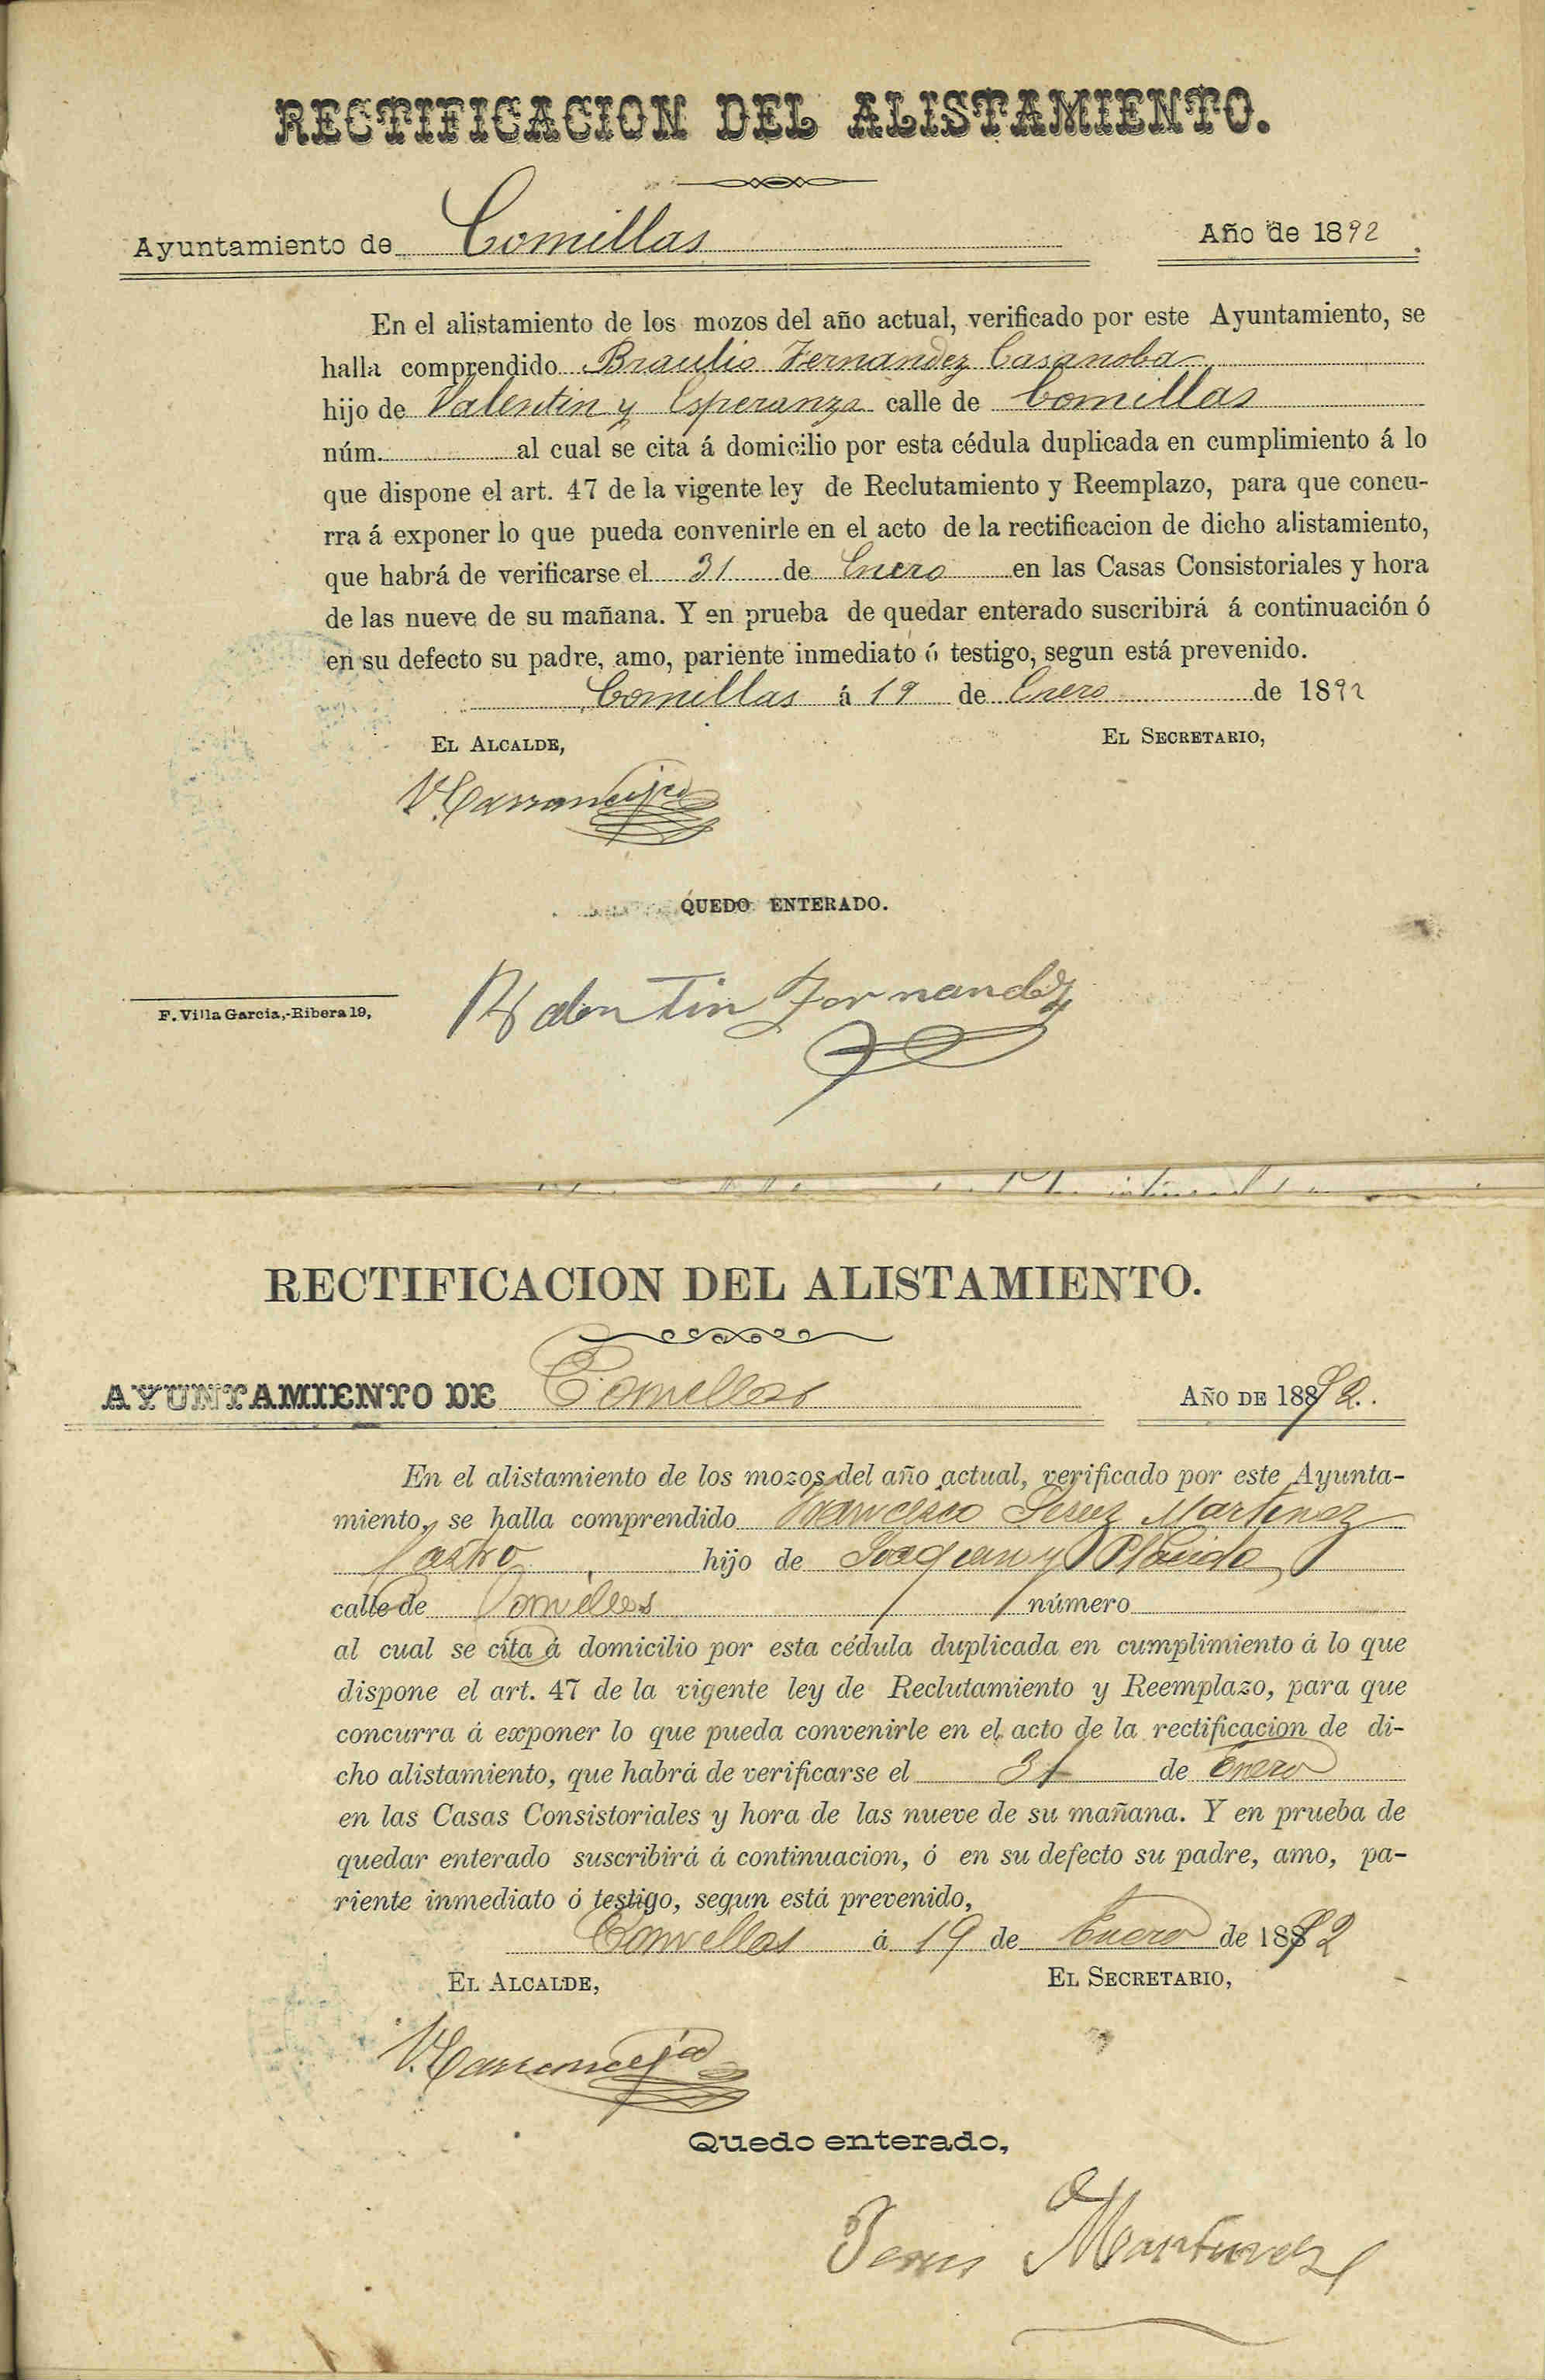 RECTIFICACION DEL ALISTAMIENTO.
Ayuntamiento de Comillas Año de 1892
En el alistamiento de los mozos del año actual, verificado por este Ayuntamiento, se
halla comprendido Braulio Fernandez Casanoba
hijo de Valentin y Esperanza calle de Comillas
núm. al cual se cita á domicilio por esta cédula duplicada en cumplimiento á lo
que dispone el art. 47 de la vigente ley de Reclutamiento y Reemplazo, para que concu-
rra á exponer lo que pueda convenirle en el acto de la rectificacion de dicho alistamiento,
que habrá de verificarse el 31 de Enero en las Casas Consistoriales y hora
de las nueve de su mañana. Y en prueba de quedar enterado suscribirá á continuación ó
en su defecto su padre, amo, pariente inmediato ó testigo, segun está prevenido.
Comillas á 19 de Enero de 1892
EL ALCALDE, EL SECRETARIO,
QUEDO ENTERADO.
Valentin Fernandez
F. Villa Garcia,-Ribera 19,
RECTIFICACION DEL ALISTAMIENTO.
AYUNTAMIENTO DE Comillas AÑO DE 18892.
En el alistamiento de los mozos del año actual, verificado por este Ayunta-
miento, se halla comprendido Francisco Martinez
Castro hijo de Joaquin y Placida
calle de Comillas número
al cual se cita á domicilio por esta cédula duplicada en cumplimiento á lo que
dispone el art. 47 de la vigente ley de Reclutamiento y Reemplazo, para que
concurra á exponer lo que pueda convenirle en el acto de la rectificacion de di-
cho alistamiento, que habrá de verificarse el 31 de Enero
en las Casas Consistoriales y hora de las nueve de su mañana. Y en prueba de
quedar enterado suscribirá á continuacion, ó en su defecto su padre, amo, pa-
riente inmediato ó testigo, segun está prevenido,
Comillas á 19 de Enero de 18892
EL ALCALDE, EL SECRETARIO,
Quedo enterado,
Martinez